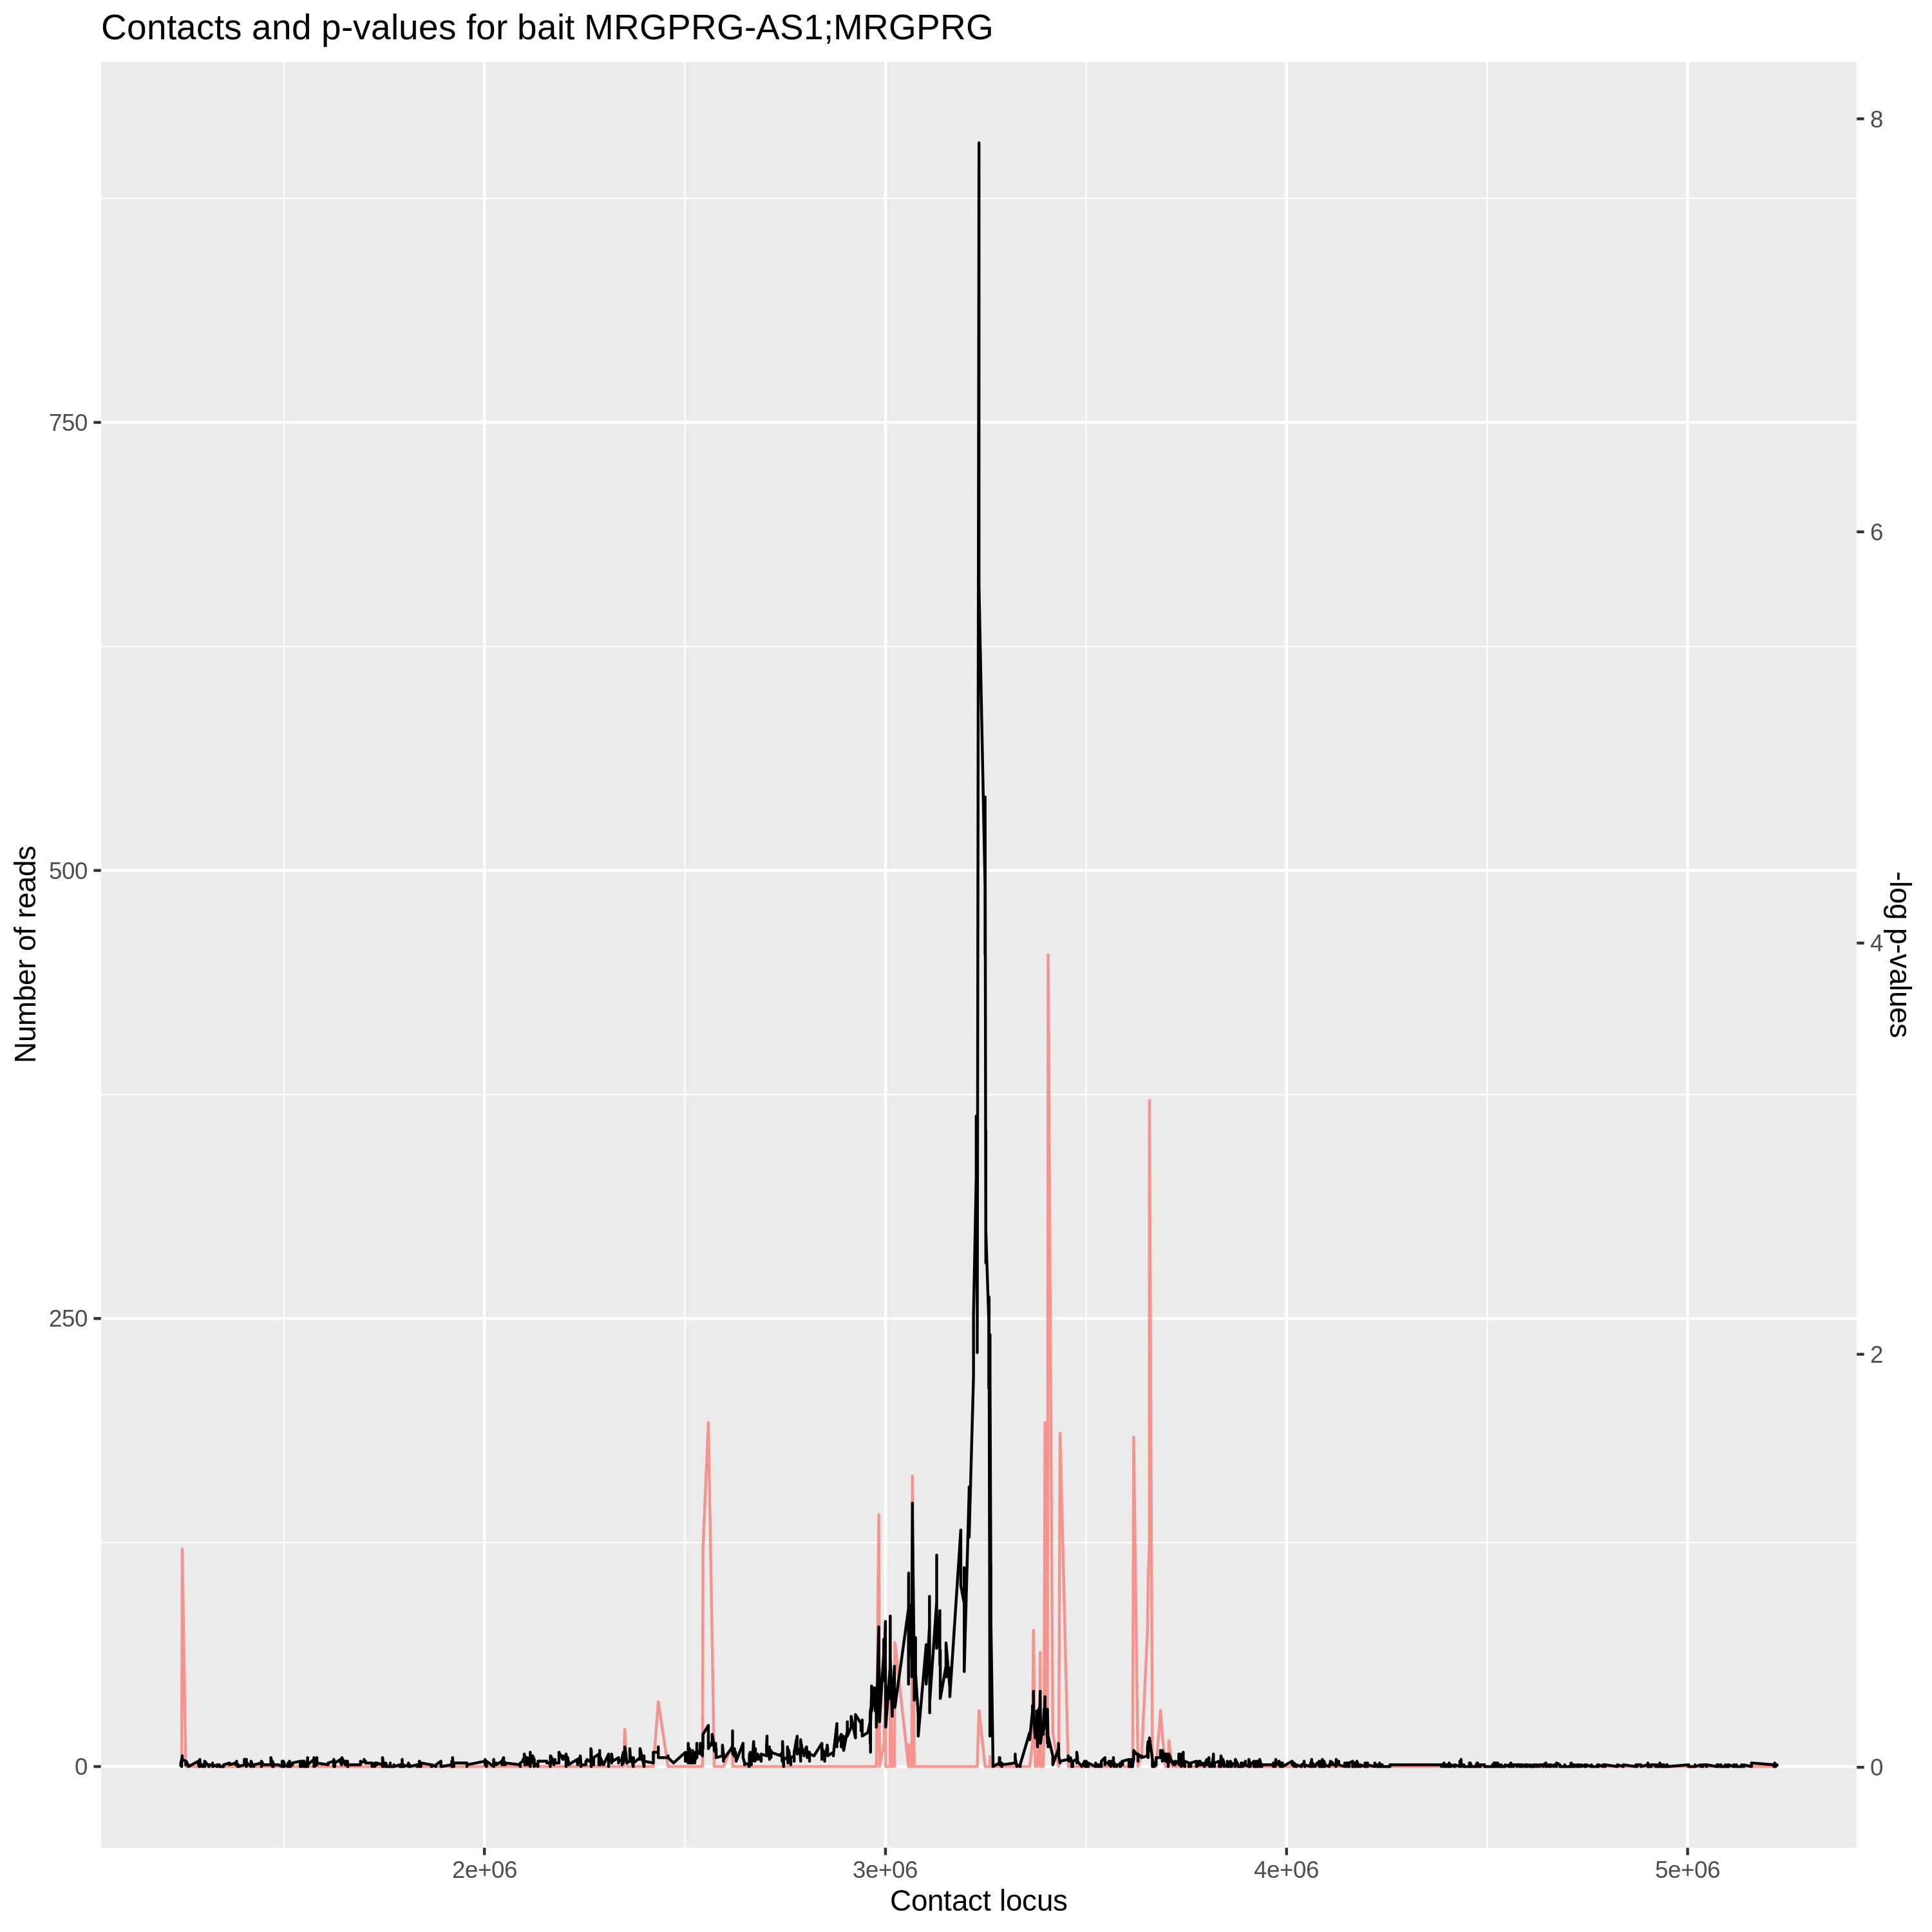 Contacts and p-values for bait MRGPRG-AS1;MRGPRG
8
6
4
2
0
-log p-values
750
500
250
0
Number of reads
2e+06
3e+06
4e+06
5e+06
Contact locus